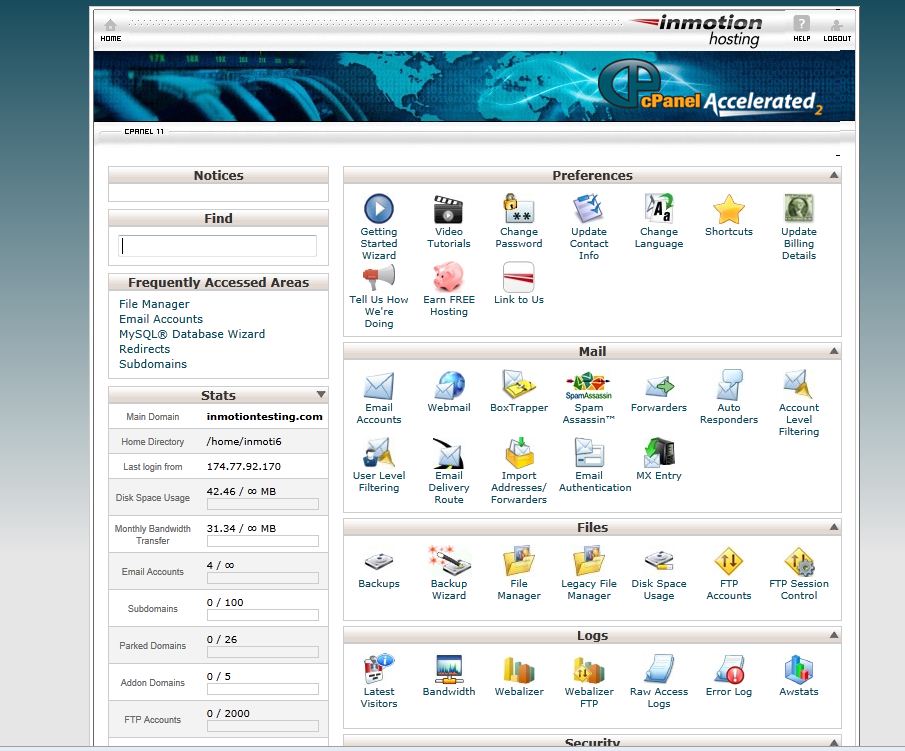 HOME
inmotion
hosting
HELP
LOGOUT
cPanel Accelerated2
CPANEL 11
Notices
Find
Frequently Accessed Areas
File Manager
Email Accounts
MySQL® Database Wizard
Redirects
Subdomains
Stats
Main Domain inmotiontesting.com
Home Directory /home/inmoti6
Last login from 174.77.92.170
Disk Space Usage 42.46 / ∞ MB
Monthly Bandwidth
Transfer
31.34 / ∞ MB
Email Accounts 4 / ∞
Subdomains 0 / 100
Parked Domains 0 / 26
Addon Domains 0 / 5
FTP Accounts 0 / 2000
Preferences
Getting
Started
Wizard
Video
Tutorials
Change
Password
Update
Contact
Info
Change
Language
Shortcuts
Update
Billing
Details
Tell Us How
We're
Doing
Earn FREE
Hosting
Link to Us
Mail
Email
Accounts
Webmail
BoxTrapper
SpamAssassin
Spam
Assassin™
Forwarders
Auto
Responders
Account
Level
Filtering
User Level
Filtering
Email
Delivery
Route
Import
Addresses/
Forwarders
Email
Authentication
MX Entry
Files
Backups
Backup
Wizard
File
Manager
Legacy File
Manager
Disk Space
Usage
FTP
Accounts
FTP Session
Control
Logs
Latest
Visitors
Bandwidth
Webalizer
Webalizer
FTP
Raw Access
Logs
Error Log
Awstats
Security